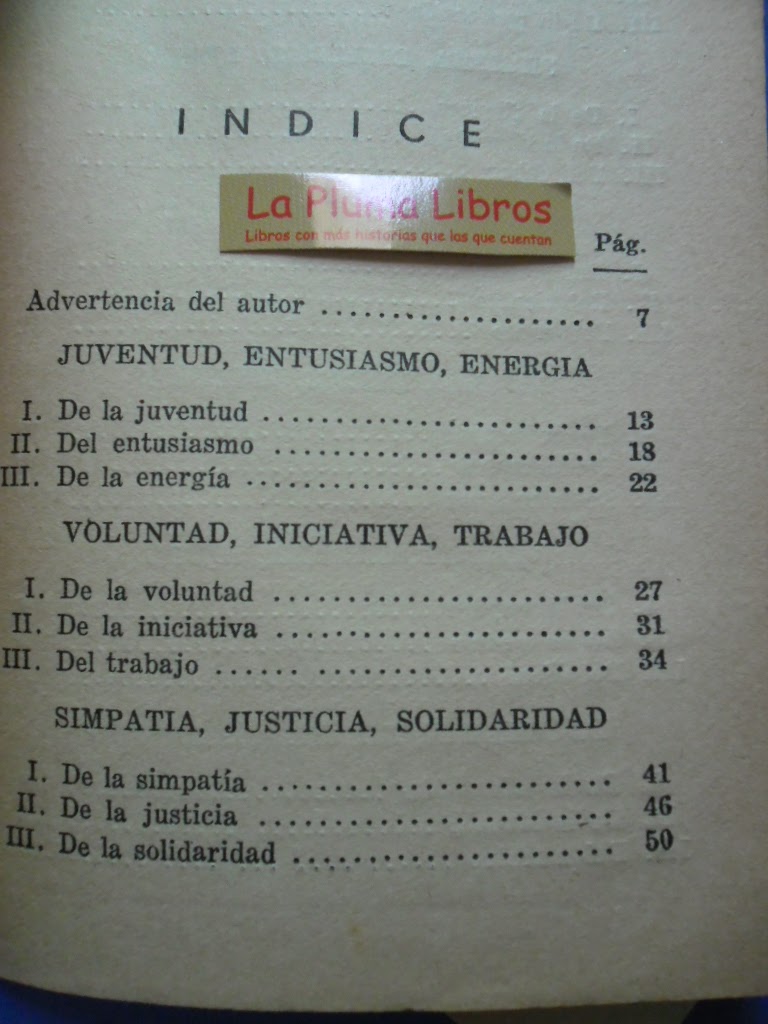 INDICE
La Pluma Libros
Libros con más historias que las que cuentan
Pág.
Advertencia del autor ..................... 7
JUVENTUD, ENTUSIASMO, ENERGIA
I. De la juventud .......................... 13
II. Del entusiasmo ......................... 18
III. De la energía ........................... 22
VOLUNTAD, INICIATIVA, TRABAJO
I. De la voluntad .......................... 27
II. De la iniciativa .......................... 31
III. Del trabajo ...... ........................ 34
SIMPATIA, JUSTICIA, SOLIDARIDAD
I. De la simpatía ........................... 41
II. De la justicia ............................ 46
III. De la solidaridad ......................... 50